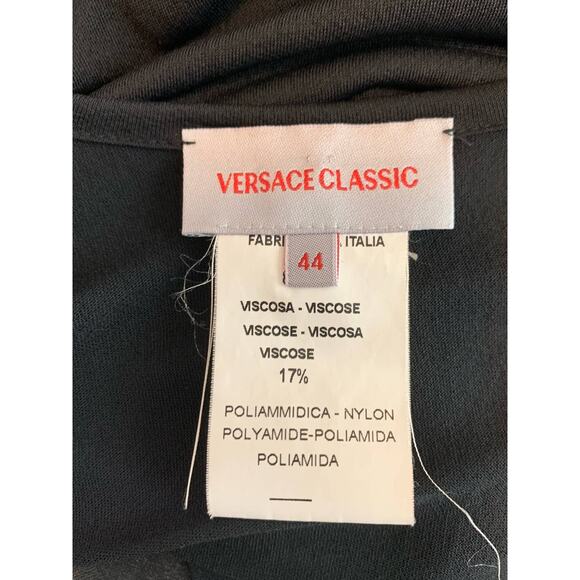 VERSACE CLASSIC
44
ITALIA
VISCOSA - VISCOSE
VISCOSE - VISCOSA
VISCOSE
17%
POLIAMMIDICA - NYLON
POLYAMIDE-POLIAMIDA
POLIAMIDA